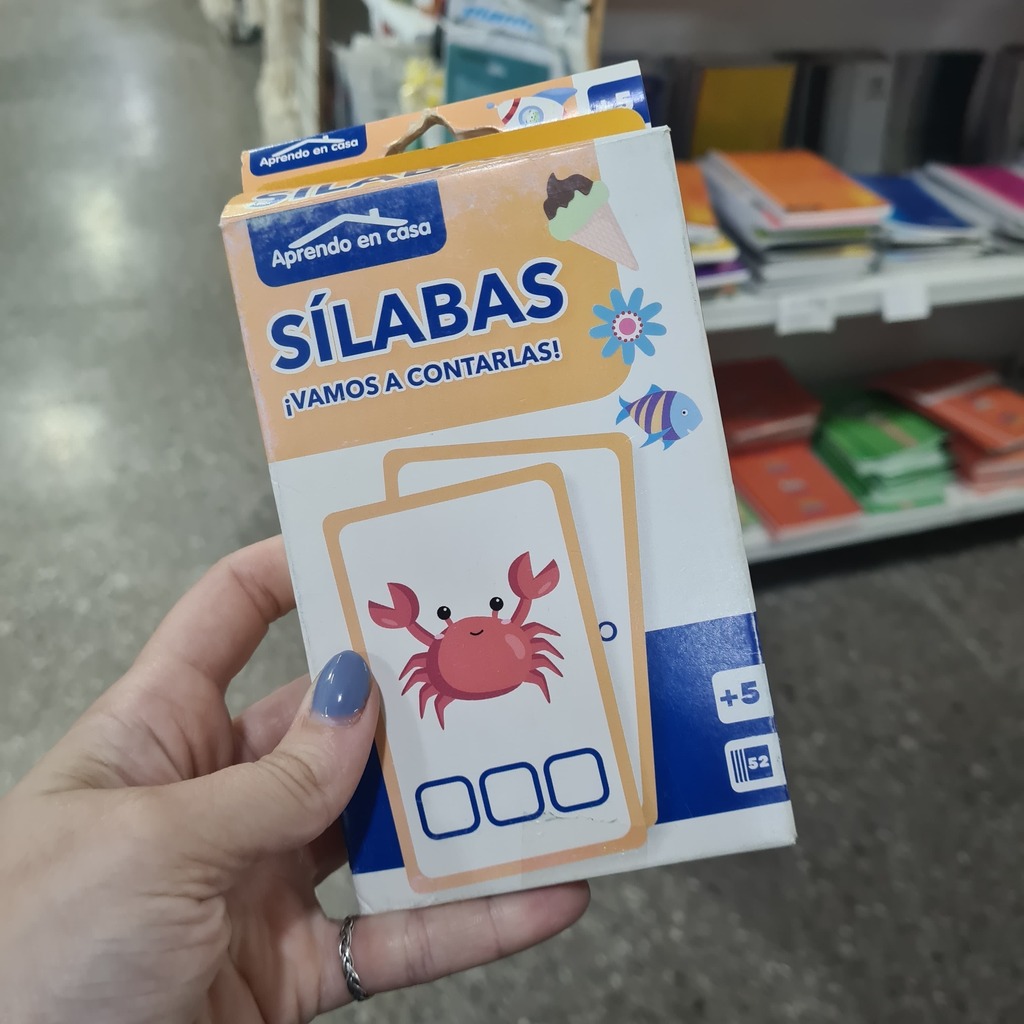 Aprendo en casa
Aprendo en casa
SÍLABAS
¡VAMOS A CONTARLAS!
O
+5
52